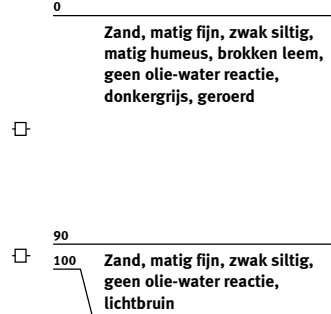 0
Zand, matig fijn, zwak siltig,
matig humeus, brokken leem,
geen olie-water reactie,
donkergrijs, geroerd
90
100 Zand, matig fijn, zwak siltig,
geen olie-water reactie,
lichtbruin